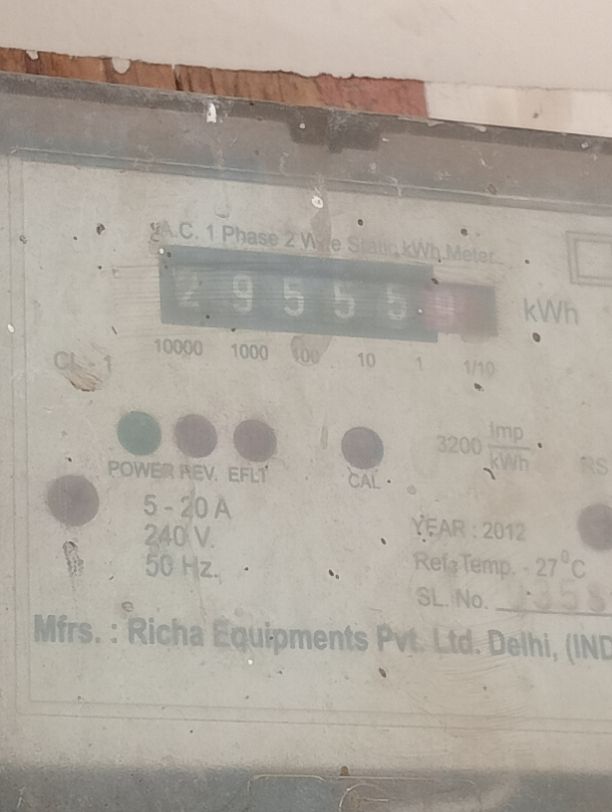 A.C. 1 Phase 2 Wire Static kWh Meter
2 9 5 5 5
kWh
10000 1000 100 10 1 1/10
CL - 1
3200 imp/kWh
POWER REV. EFLT
CAL
RS
5 - 20 A
240 V.
50 Hz.
YEAR : 2012
Ref. Temp. - 27°C
SL. No.
Mfrs. : Richa Equipments Pvt. Ltd. Delhi, (IND